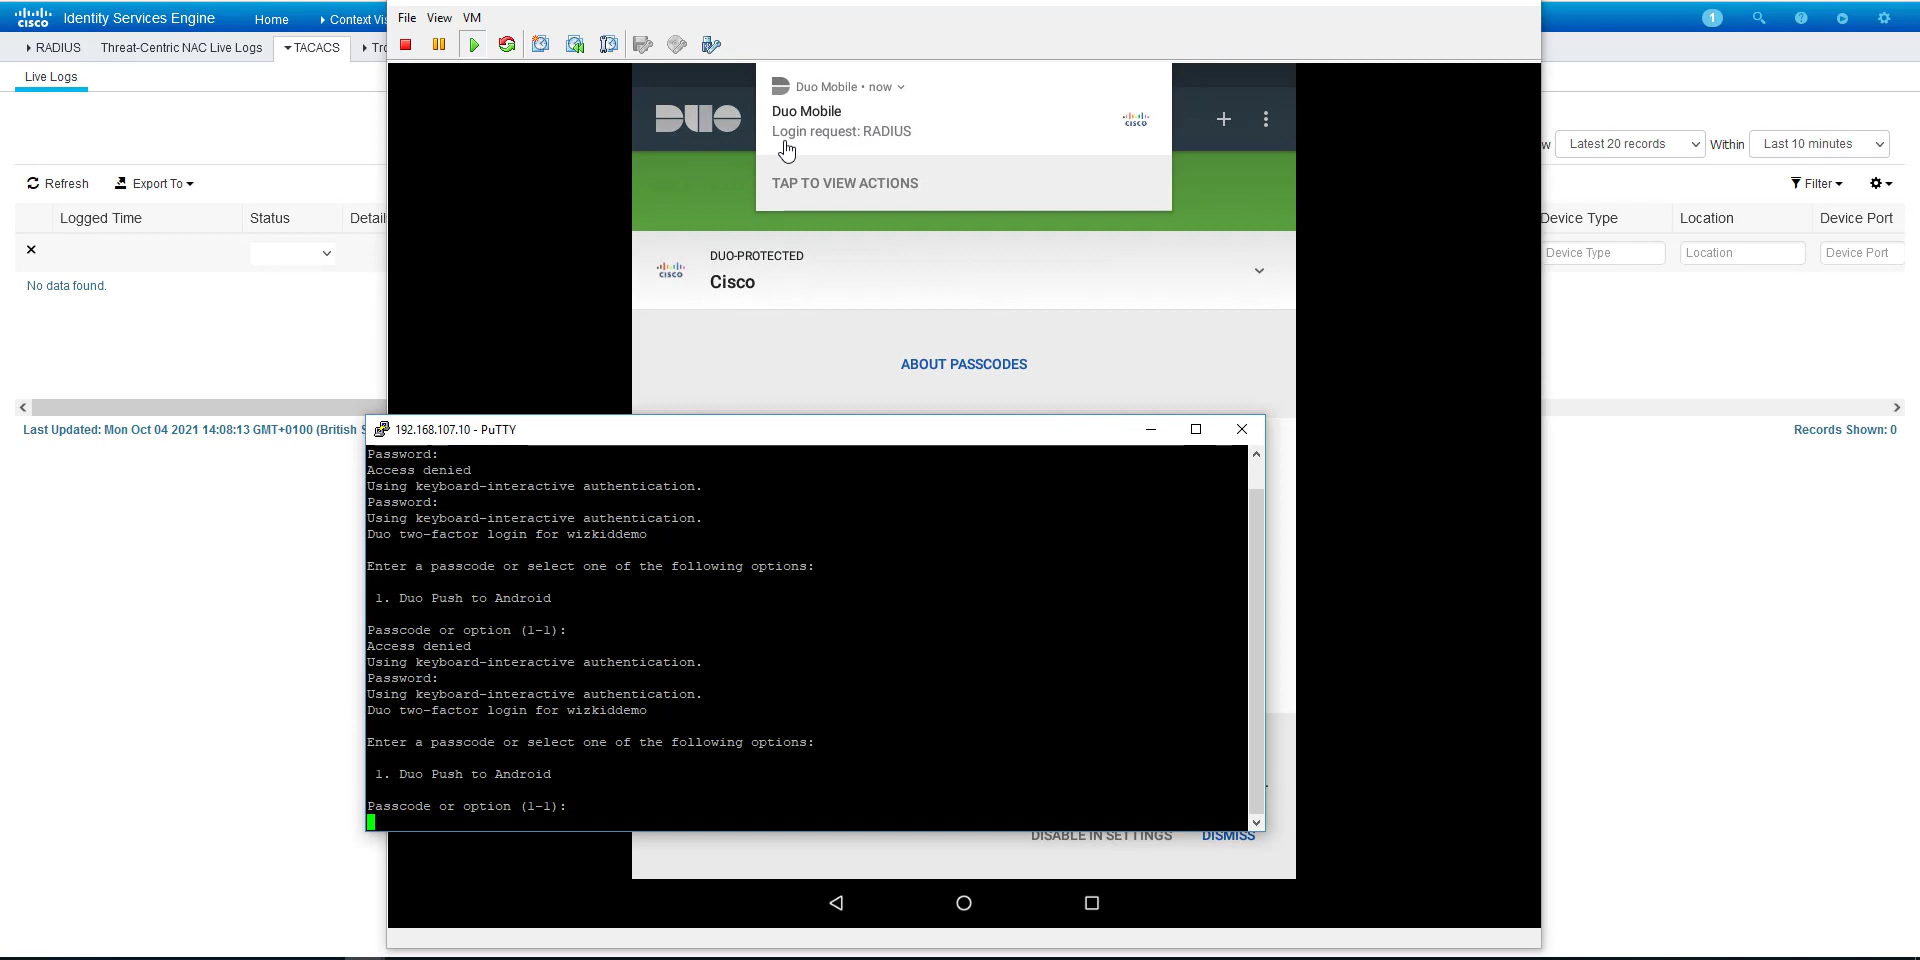 cisco Identity Services Engine Home Context Vis
File View VM
1
RADIUS Threat-Centric NAC Live Logs TACACS Tro
Live Logs
Duo Mobile • now
Duo Mobile
Login request: RADIUS
cisco
TAP TO VIEW ACTIONS
DUO
w Latest 20 records Within Last 10 minutes
Refresh Export To
Filter
Logged Time Status Detail
Device Type Location Device Port
Device Type Location Device Port
No data found.
DUO-PROTECTED
cisco
Cisco
ABOUT PASSCODES
Last Updated: Mon Oct 04 2021 14:08:13 GMT+0100 (British S
Records Shown: 0
192.168.107.10 - PuTTY
Password:
Access denied
Using keyboard-interactive authentication.
Password:
Using keyboard-interactive authentication.
Duo two-factor login for wizkiddemo
Enter a passcode or select one of the following options:
1. Duo Push to Android
Passcode or option (1-1):
Access denied
Using keyboard-interactive authentication.
Password:
Using keyboard-interactive authentication.
Duo two-factor login for wizkiddemo
Enter a passcode or select one of the following options:
1. Duo Push to Android
Passcode or option (1-1):
DISABLE IN SETTINGS DISMISS